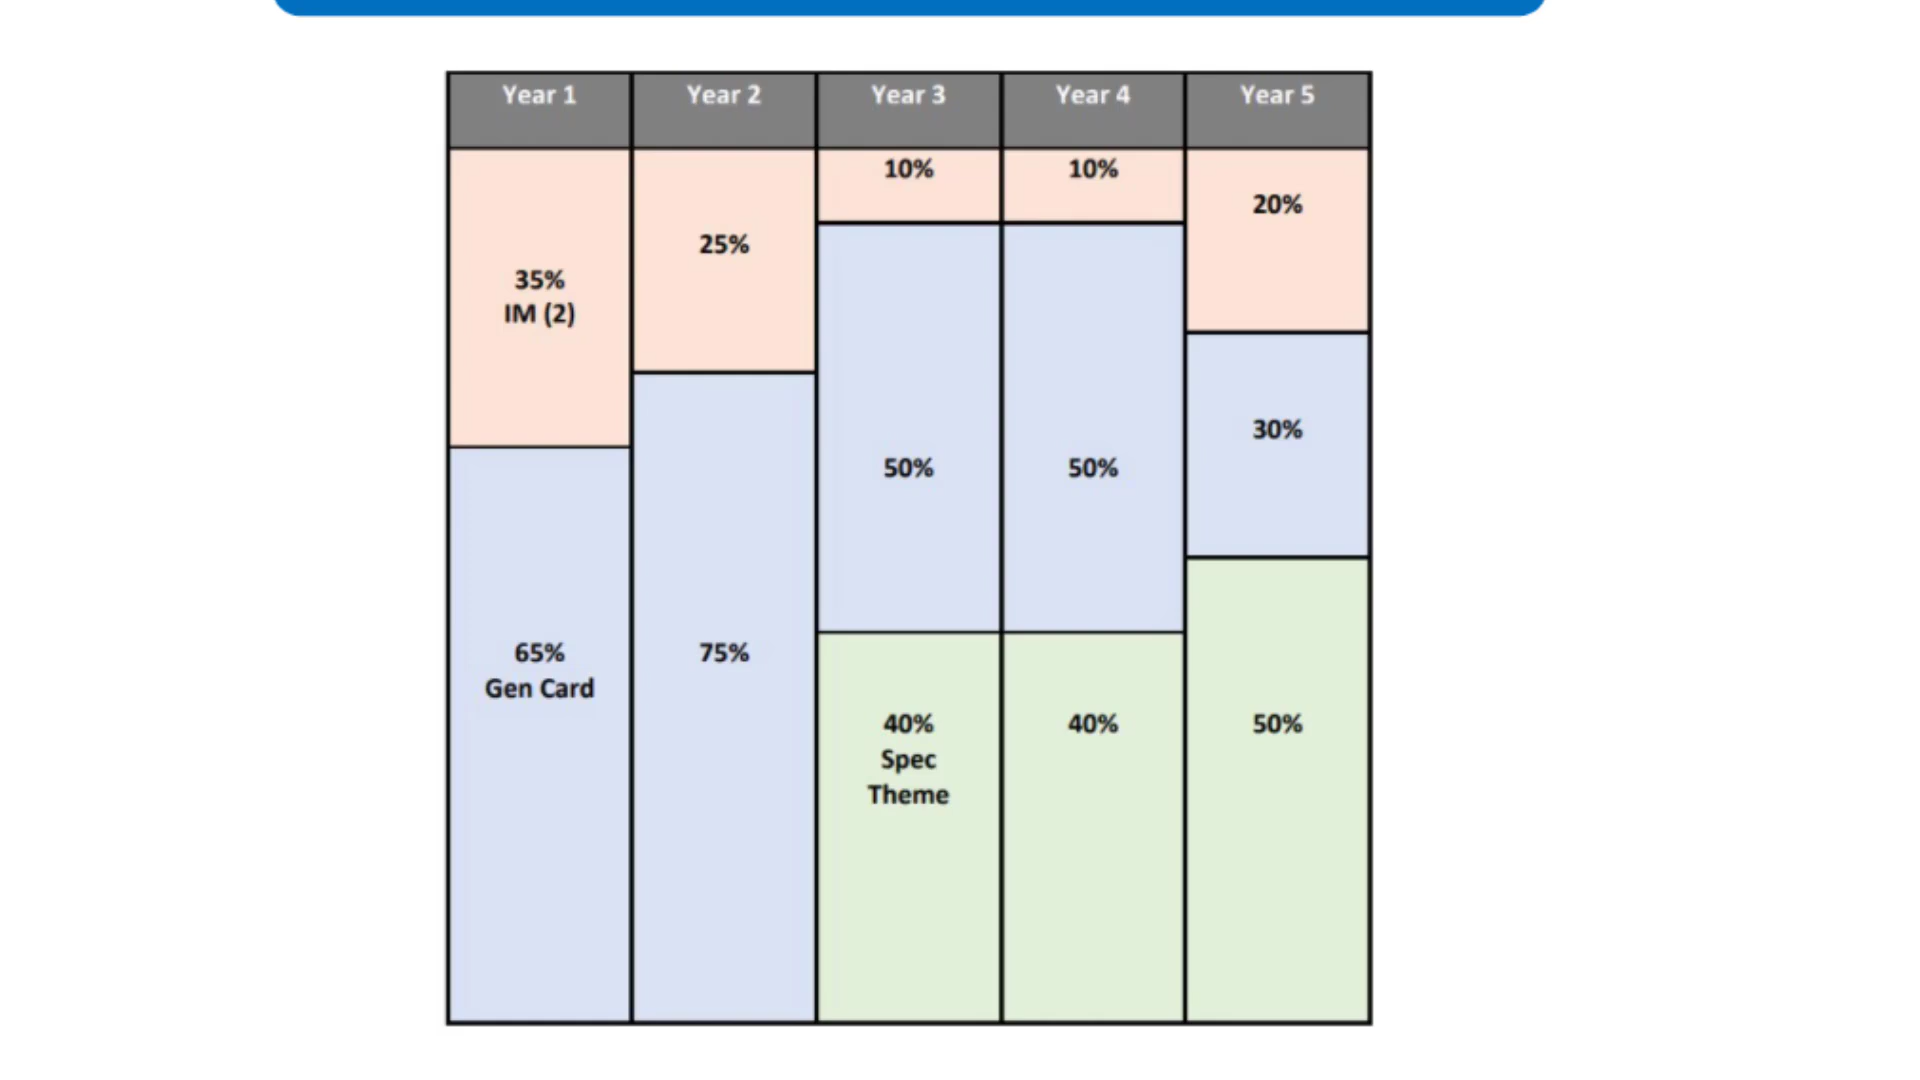 Year 1 Year 2 Year 3 Year 4 Year 5
10% 10%
20%
25%
35%
IM (2)
30%
50% 50%
65%
Gen Card
75%
40%
Spec
Theme
40%
50%